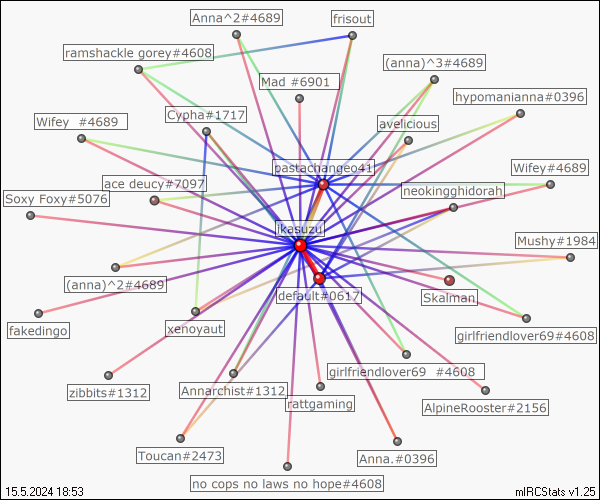 Anna^2#4689
frisout
ramshackle gorey#4608
(anna)^3#4689
Mad #6901
hypomanianna#0396
Cypha#1717
Wifey  #4689
avelicious
pastachangeo41
Wifey#4689
ace deucy#7097
neokingghidorah
Soxy Foxy#5076
ikasuzu
Mushy#1984
(anna)^2#4689
default#0617
Skalman
fakedingo
xenoyaut
girlfriendlover69#4608
girlfriendlover69  #4608
zibbits#1312
Annarchist#1312
rattgaming
AlpineRooster#2156
Toucan#2473
Anna.#0396
no cops no laws no hope#4608
15.5.2024 18:53
mIRCStats v1.25